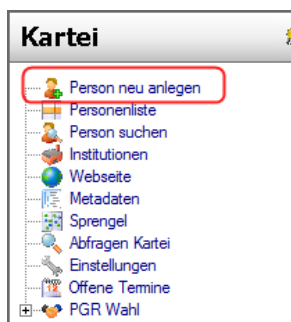 Kartei
Person neu anlegen
Personenliste
Person suchen
Institutionen
Webseite
Metadaten
Sprengel
Abfragen Kartei
Einstellungen
Offene Termine
PGR Wahl